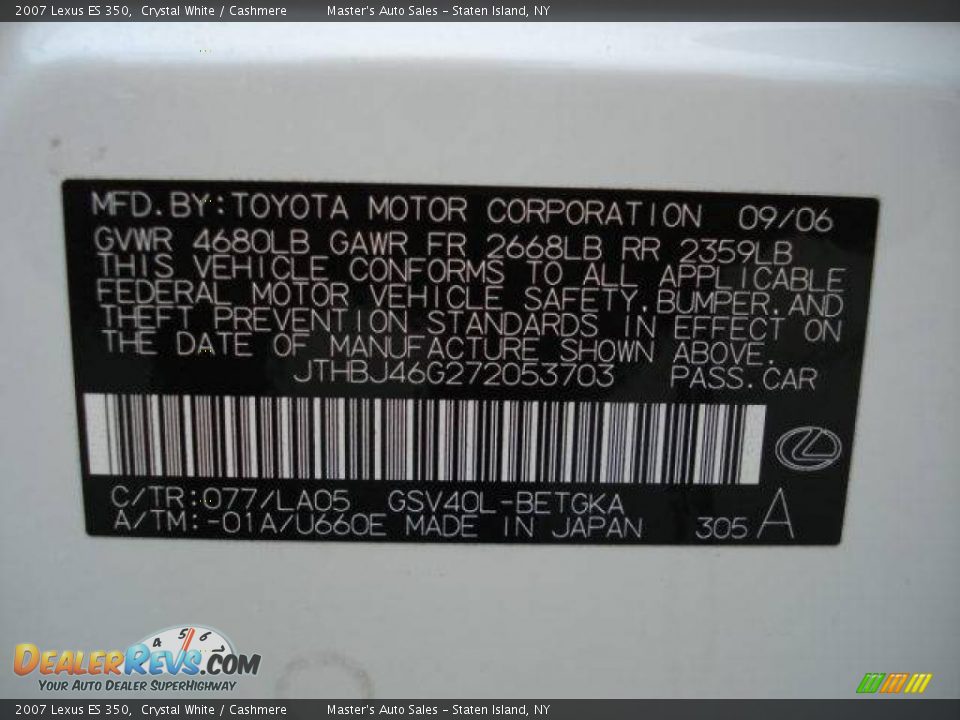 2007 Lexus ES 350, Crystal White / Cashmere Master's Auto Sales - Staten Island, NY
MFD.BY:TOYOTA MOTOR CORPORATION 09/06
GVWR 4680LB GAWR FR 2668LB RR 2359LB
THIS VEHICLE CONFORMS TO ALL APPLICABLE
FEDERAL MOTOR VEHICLE SAFETY,BUMPER,AND
THEFT PREVENTION STANDARDS IN EFFECT ON
THE DATE OF MANUFACTURE SHOWN ABOVE.
JTHBJ46G272053703 PASS.CAR
C/TR:077/LA05 GSV40L-BETGKA
A/TM:-01A/U660E MADE IN JAPAN 305 A
4 5 6 7
DEALERREVS.COM
YOUR AUTO DEALER SUPERHIGHWAY
2007 Lexus ES 350, Crystal White / Cashmere Master's Auto Sales - Staten Island, NY